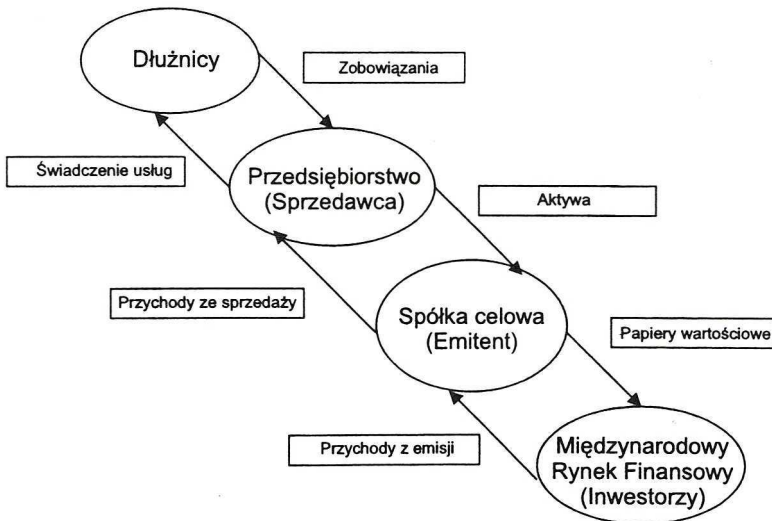 Dłużnicy
Zobowiązania
Świadczenie usług
Przedsiębiorstwo
(Sprzedawca)
Aktywa
Przychody ze sprzedaży
Spółka celowa
(Emitent)
Papiery wartościowe
Przychody z emisji
Międzynarodowy
Rynek Finansowy
(Inwestorzy)